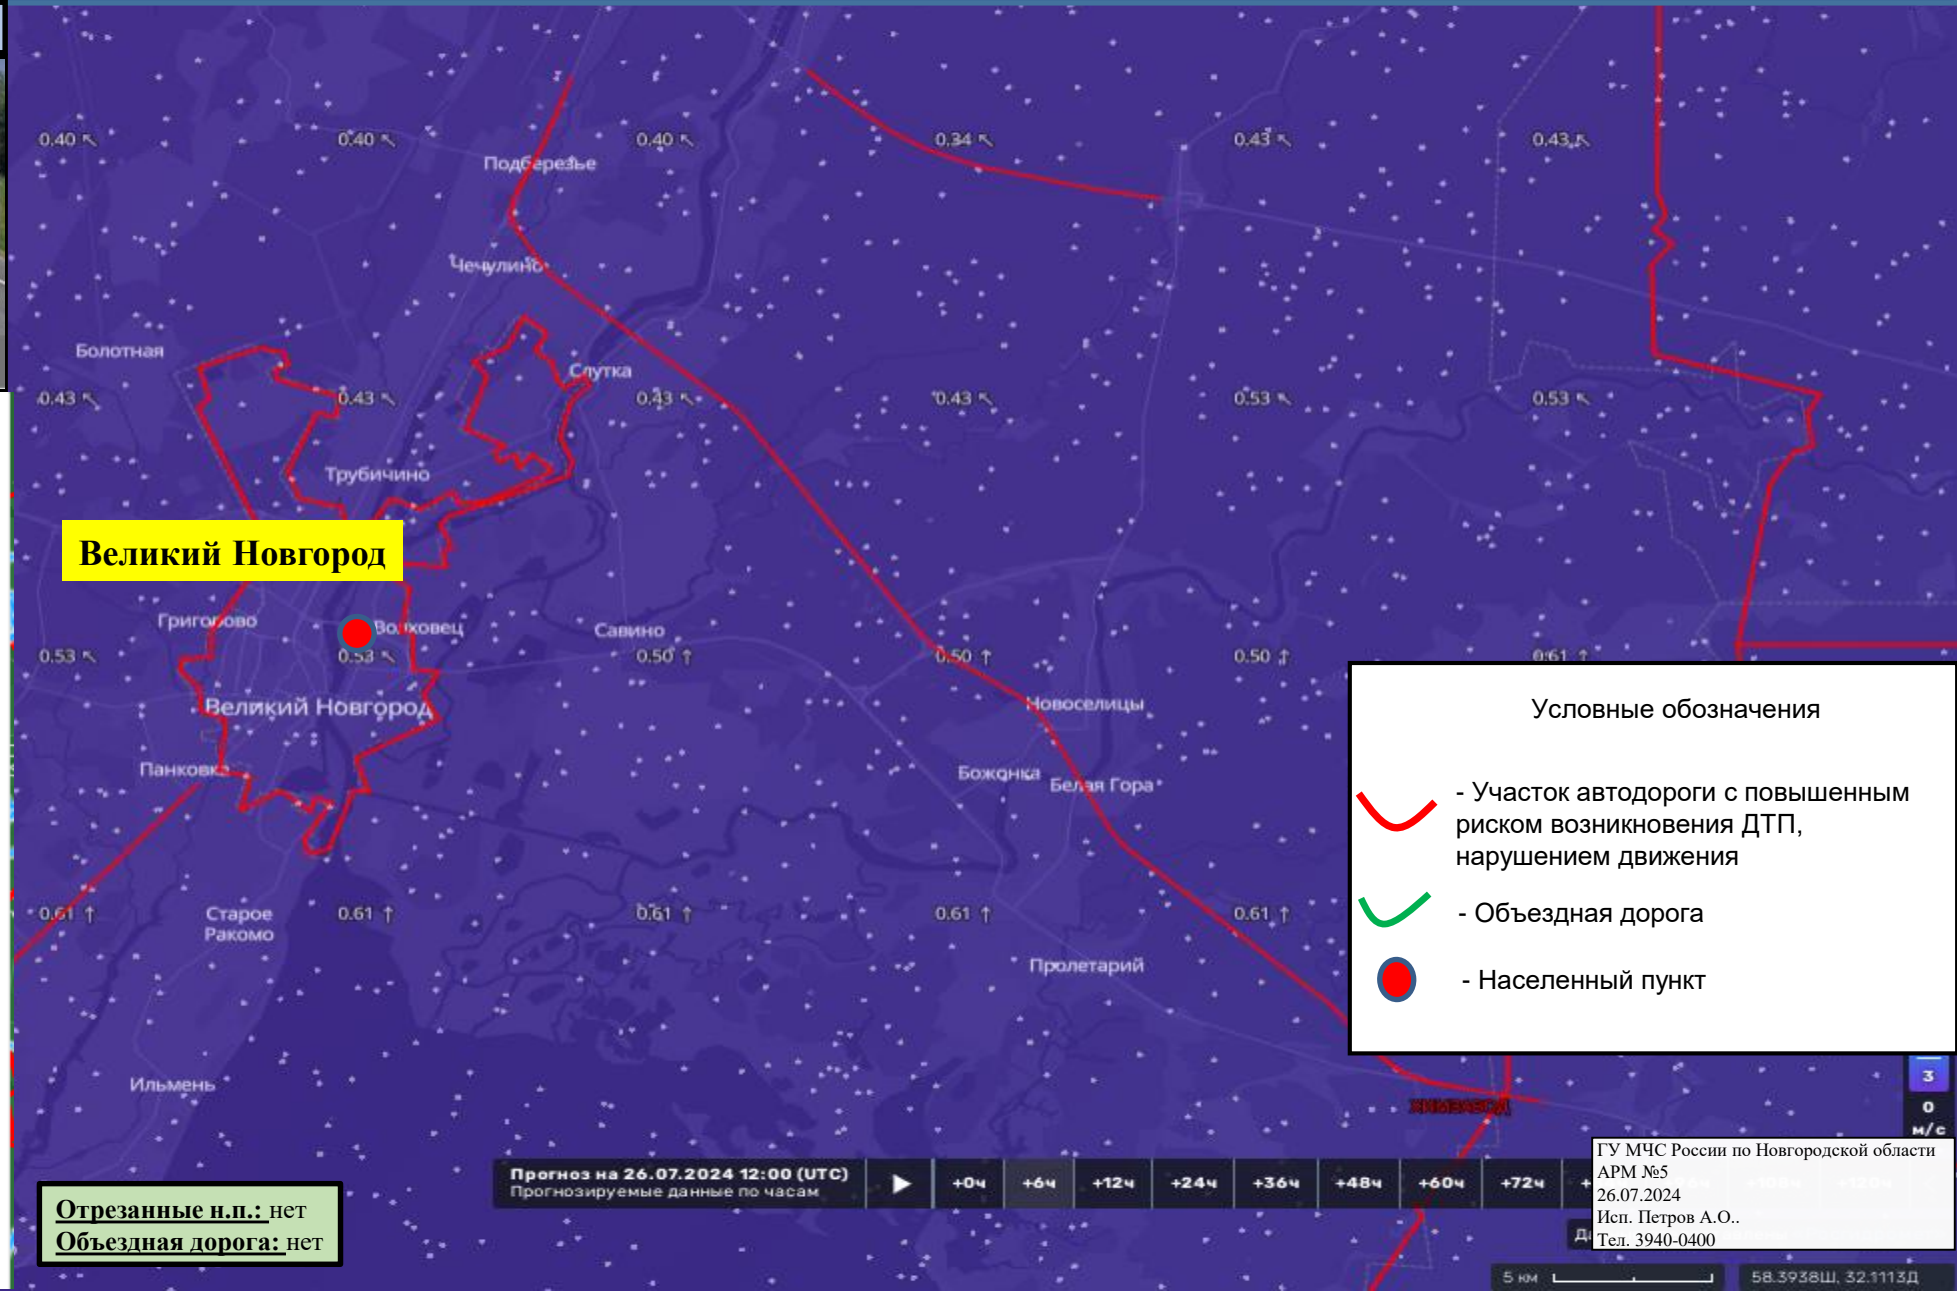 0.40 ↖ 0.40 ↖ 0.40 ↖ 0.34 ↖ 0.43 ↖ 0.43 ↖
Подберезье
Чечулино
Болотная
Слутка
0.43 ↖ 0.43 ↖ 0.43 ↖ 0.43 ↖ 0.53 ↖ 0.53 ↖
Трубичино
Великий Новгород
Григорово
Волховец
Савино
0.53 ↖ 0.53 ↖ 0.50 ↑ 0.50 ↑ 0.50 ↑ 0.61 ↑
Великий Новгород
Новоселицы
Панковка
Божонка
Белая Гора
0.61 ↑ 0.61 ↑ 0.61 ↑ 0.61 ↑ 0.61 ↑
Старое
Ракомо
Пролетарий
Ильмень
ХИМЗАВОД
Условные обозначения
- Участок автодороги с повышенным
риском возникновения ДТП,
нарушением движения
- Объездная дорога
- Населенный пункт
3
0
м/с
Отрезанные н.п.: нет
Объездная дорога: нет
Прогноз на 26.07.2024 12:00 (UTC)
Прогнозируемые данные по часам
+0ч +6ч +12ч +24ч +36ч +48ч +60ч +72ч
ГУ МЧС России по Новгородской области
АРМ №5
26.07.2024
Исп. Петров А.О..
Тел. 3940-0400
5 км
58.3938Ш, 32.1113Д